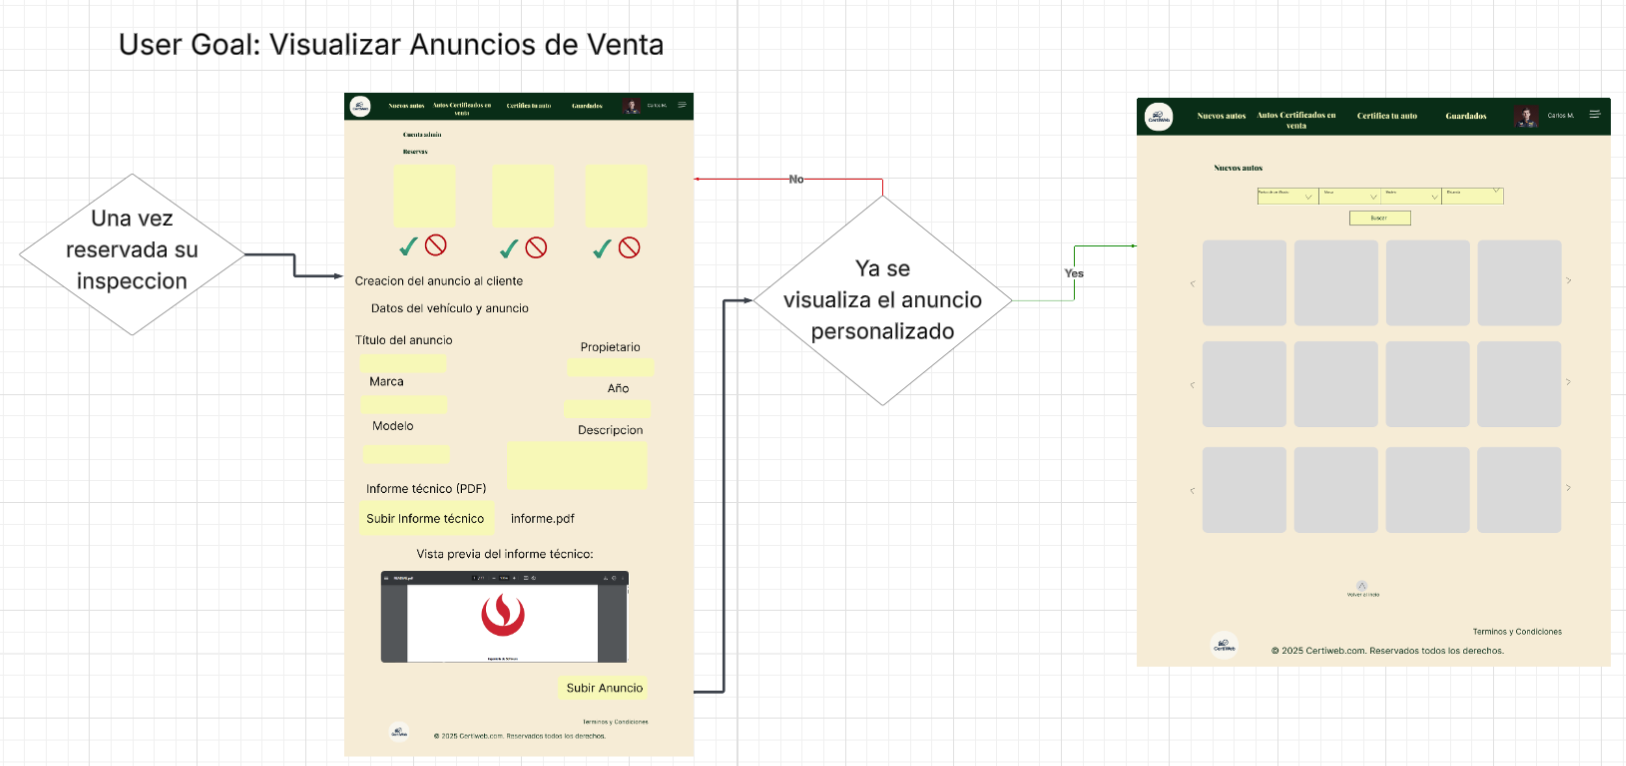 User Goal: Visualizar Anuncios de Venta
Una vez
reservada su
inspeccion
CertiWeb
Nuevos autos
Autos Certificados en
venta
Certifica tu auto
Guardados
Carlos M.
Cuenta admin
Reservas
Creacion del anuncio al cliente
Datos del vehículo y anuncio
Título del anuncio
Propietario
Marca
Año
Modelo
Descripcion
Informe técnico (PDF)
Subir Informe técnico
informe.pdf
Vista previa del informe técnico:
Subir Anuncio
Terminos y Condiciones
CertiWeb
© 2025 Certiweb.com. Reservados todos los derechos.
No
Ya se
visualiza el anuncio
personalizado
Yes
CertiWeb
Nuevos autos
Autos Certificados en
venta
Certifica tu auto
Guardados
Carlos M.
Nuevos autos
Buscar
Volver al inicio
Terminos y Condiciones
CertiWeb
© 2025 Certiweb.com. Reservados todos los derechos.